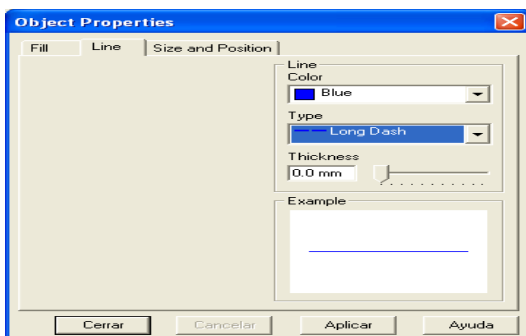 Object Properties
Fill Line Size and Position
Line
Color
Blue
Type
Long Dash
Thickness
0.0 mm
Example
Cerrar Cancelar Aplicar Ayuda